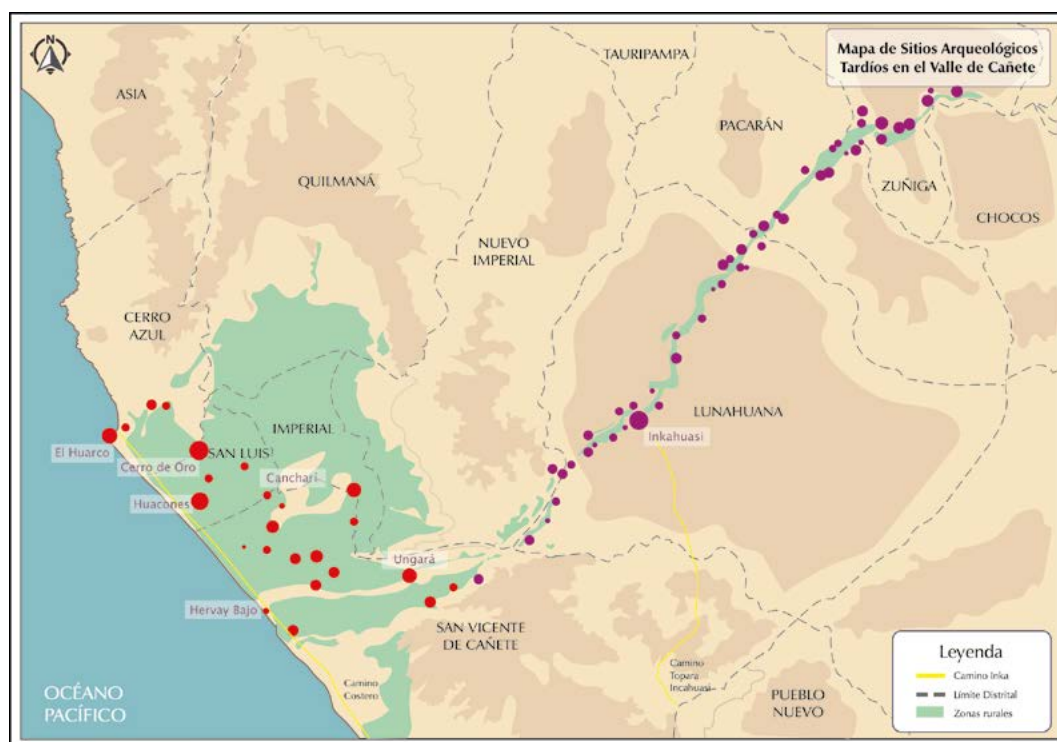 N
Mapa de Sitios Arqueológicos
Tardíos en el Valle de Cañete
TAURIPAMPA
ASIA
PACARÁN
QUILMANÁ
ZUÑIGA
CHOCOS
NUEVO
IMPERIAL
CERRO
AZUL
LUNAHUANA
IMPERIAL
Inkahuasi
El Huarco
SAN LUIS
Cerro de Oro
Cancharí
Huacones
Ungará
Hervay Bajo
SAN VICENTE
DE CAÑETE
Leyenda
Camino Inka
Límite Distrital
Zonas rurales
Camino
Topara
Incahuasi
Camino
Costero
OCÉANO
PACÍFICO
PUEBLO
NUEVO